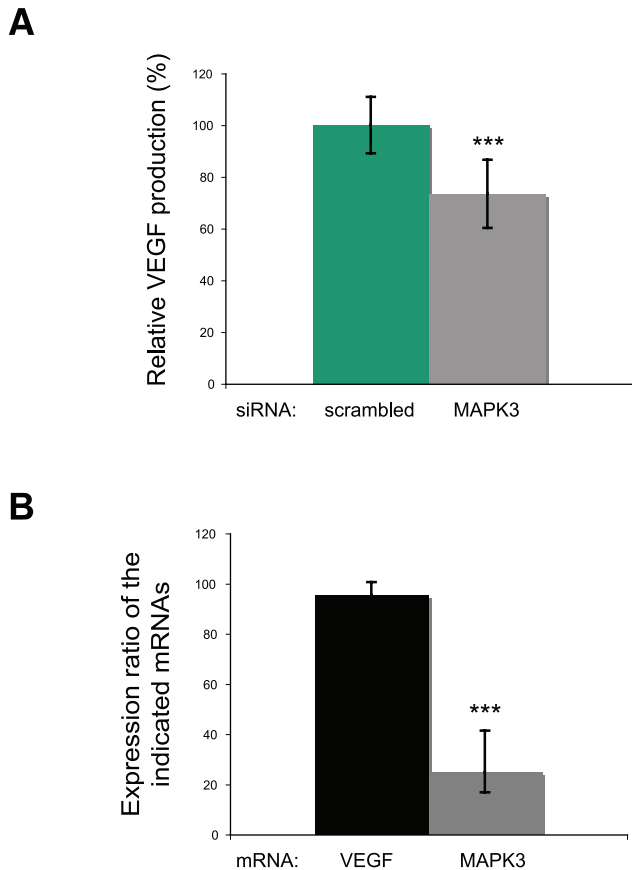 A
Relative VEGF production (%)
120
100
80
60
40
20
0
***
siRNA: scrambled MAPK3
B
Expression ratio of the
indicated mRNAs
120
100
80
60
40
20
0
***
mRNA: VEGF MAPK3